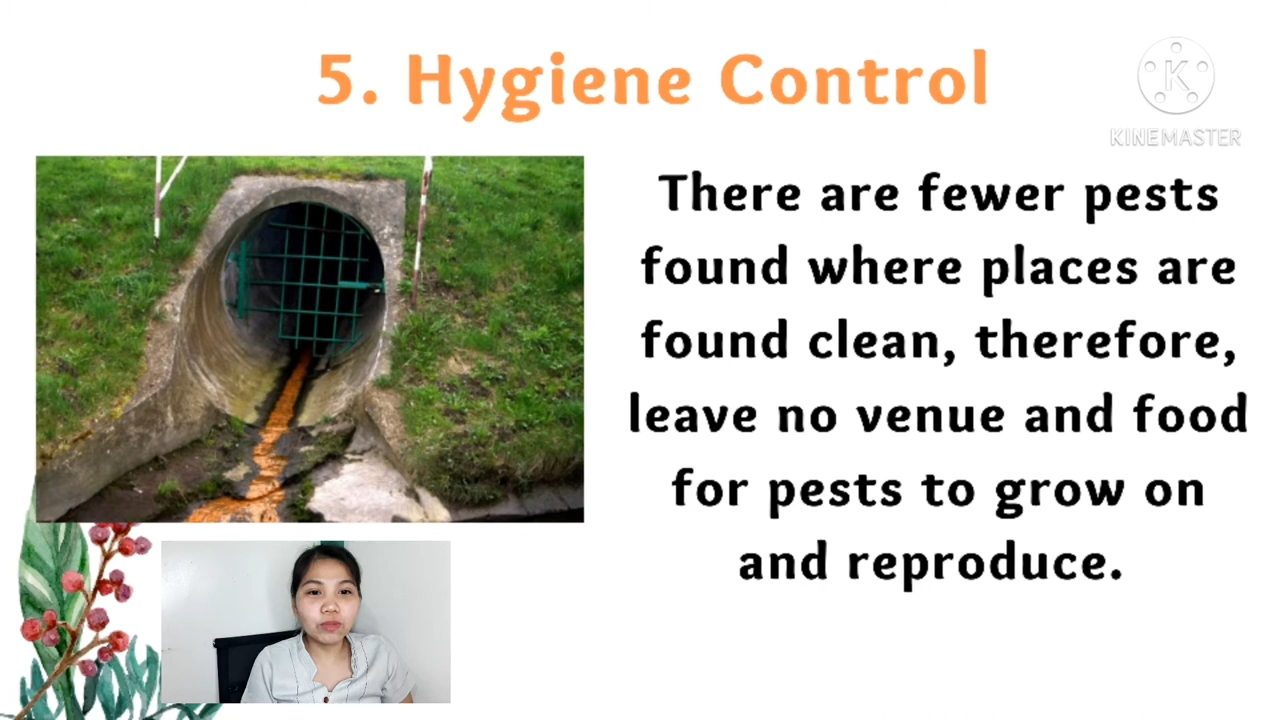 5. Hygiene Control
K
KINEMASTER
There are fewer pests
found where places are
found clean, therefore,
leave no venue and food
for pests to grow on
and reproduce.